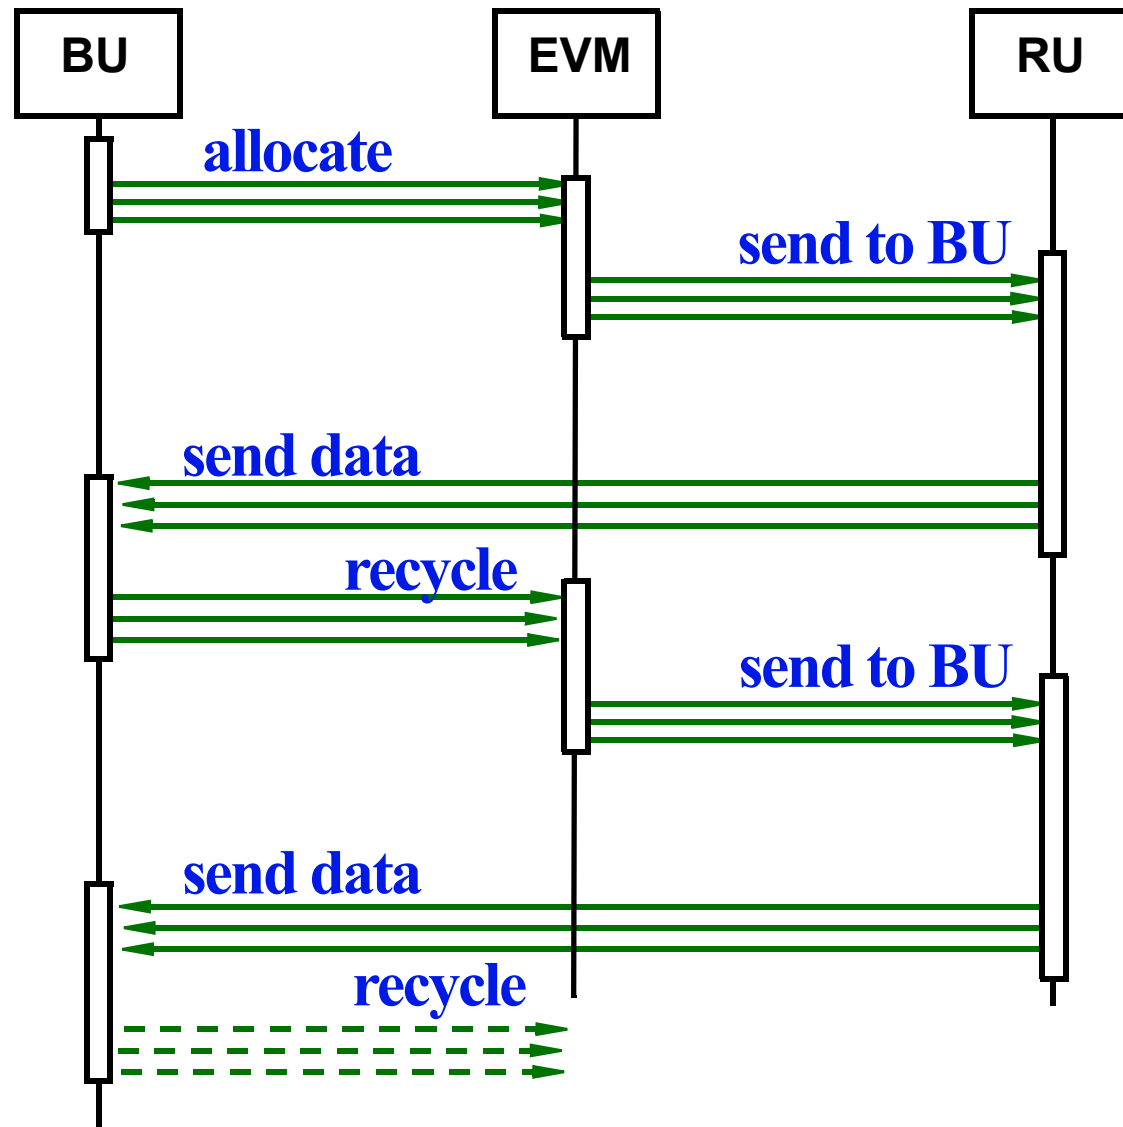 BU EVM RU
allocate
send to BU
send data
recycle
send to BU
send data
recycle